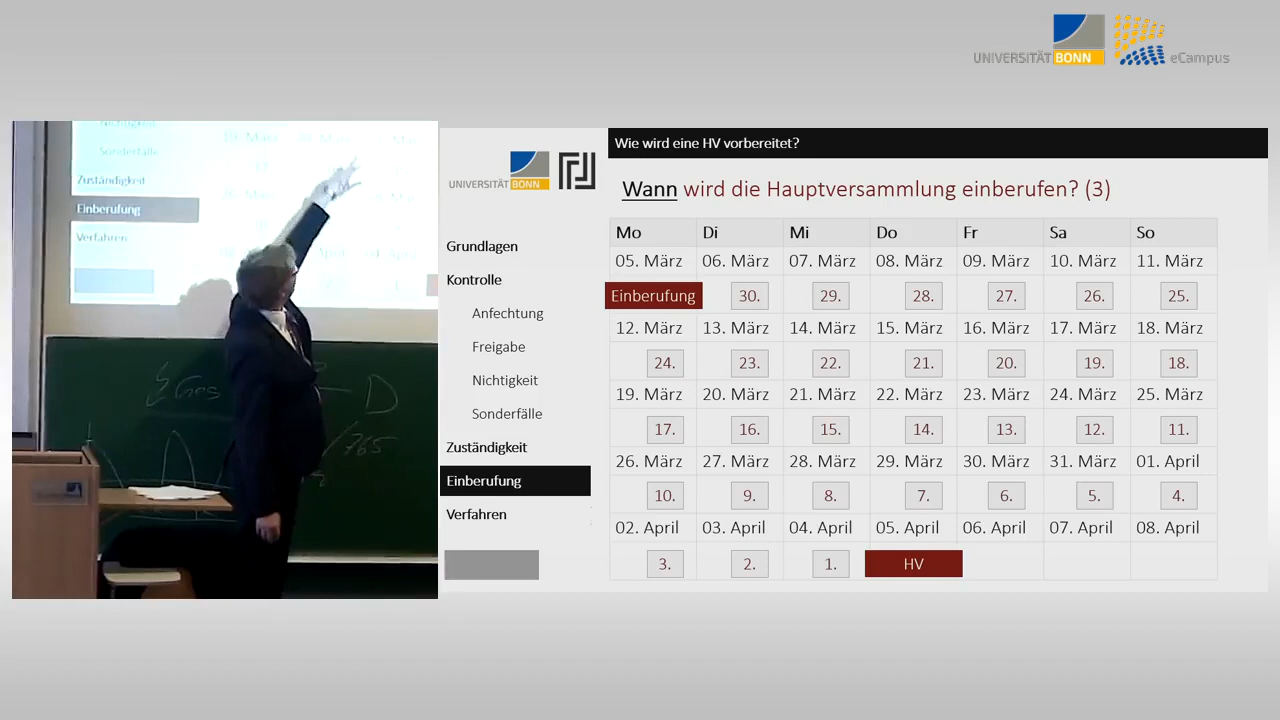 UNIVERSITÄT BONN eCampus
Nichtigkeit
Sonderfälle
Zuständigkeit
Einberufung
Verfahren
19. März
D
Wie wird eine HV vorbereitet?
UNIVERSITÄT BONN
Wann wird die Hauptversammlung einberufen? (3)
Grundlagen
Kontrolle
Anfechtung
Freigabe
Nichtigkeit
Sonderfälle
Zuständigkeit
Einberufung
Verfahren
Mo Di Mi Do Fr Sa So
05. März 06. März 07. März 08. März 09. März 10. März 11. März
Einberufung 30. 29. 28. 27. 26. 25.
12. März 13. März 14. März 15. März 16. März 17. März 18. März
24. 23. 22. 21. 20. 19. 18.
19. März 20. März 21. März 22. März 23. März 24. März 25. März
17. 16. 15. 14. 13. 12. 11.
26. März 27. März 28. März 29. März 30. März 31. März 01. April
10. 9. 8. 7. 6. 5. 4.
02. April 03. April 04. April 05. April 06. April 07. April 08. April
3. 2. 1. HV